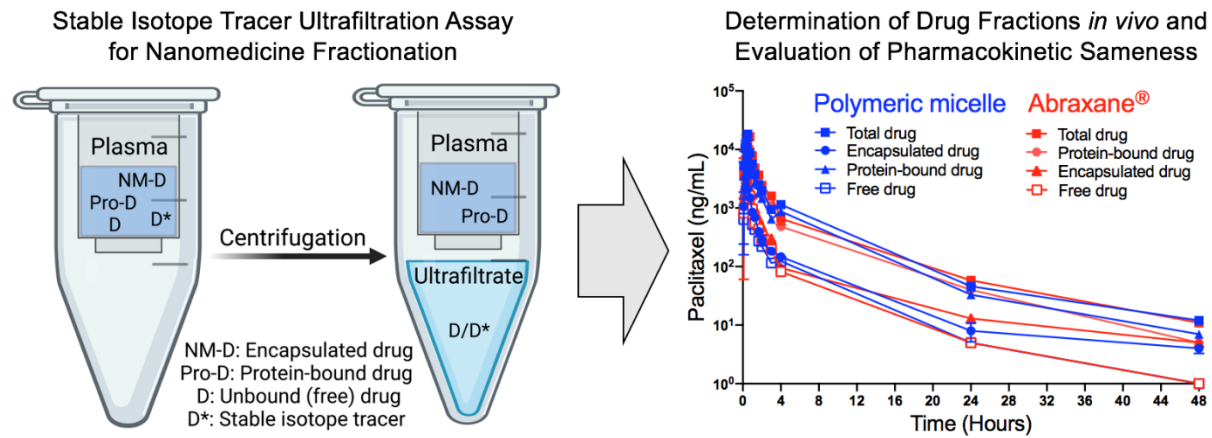 Stable Isotope Tracer Ultrafiltration Assay
for Nanomedicine Fractionation
Plasma
NM-D
Pro-D
D
D*
Centrifugation
Plasma
NM-D
Pro-D
Ultrafiltrate
D/D*
NM-D: Encapsulated drug
Pro-D: Protein-bound drug
D: Unbound (free) drug
D*: Stable isotope tracer
Determination of Drug Fractions in vivo and
Evaluation of Pharmacokinetic Sameness
Polymeric micelle
Total drug
Encapsulated drug
Protein-bound drug
Free drug
Abraxane®
Total drug
Protein-bound drug
Encapsulated drug
Free drug
Paclitaxel (ng/mL)
10⁵
10⁴
10³
10²
10¹
10⁰
0 4 8 12 16 20 24 28 32 36 40 44 48
Time (Hours)